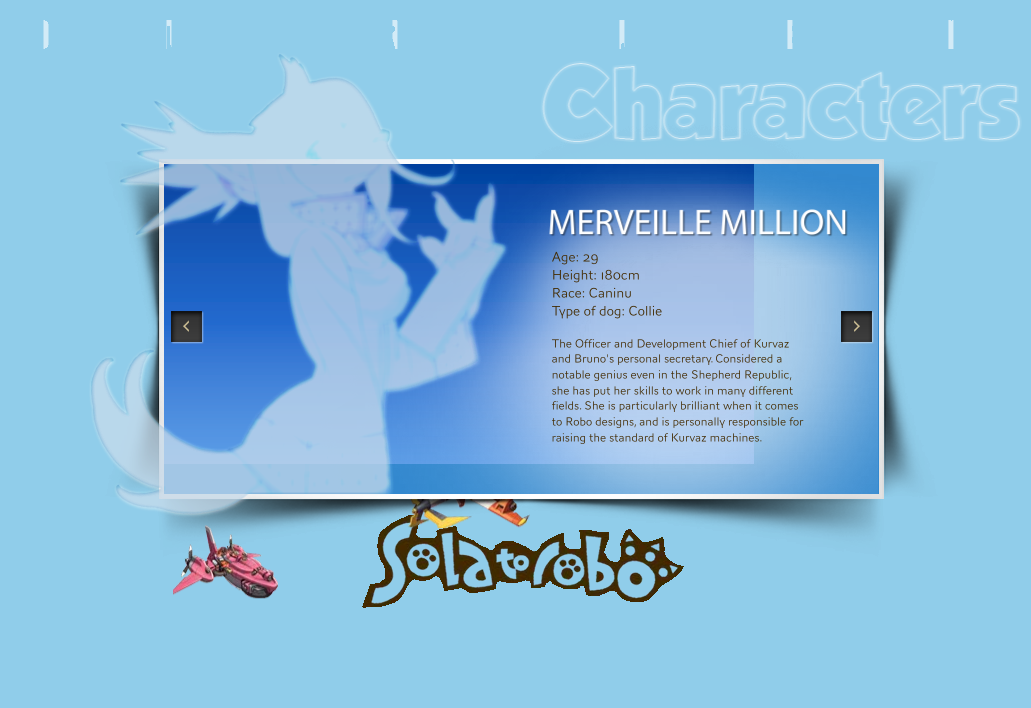 Characters
MERVEILLE MILLION
Age: 29
Height: 180cm
Race: Caninu
Type of dog: Collie
The Officer and Development Chief of Kurvaz
and Bruno's personal secretary. Considered a
notable genius even in the Shepherd Republic,
she has put her skills to work in many different
fields. She is particularly brilliant when it comes
to Robo designs, and is personally responsible for
raising the standard of Kurvaz machines.
Solatorobo